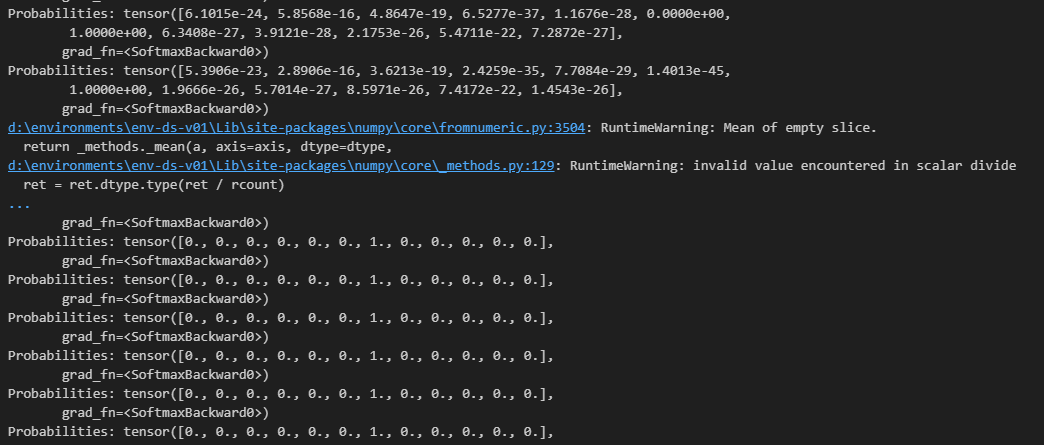 Probabilities: tensor([6.1015e-24, 5.8568e-16, 4.8647e-19, 6.5277e-37, 1.1676e-28, 0.0000e+00,
1.0000e+00, 6.3408e-27, 3.9121e-28, 2.1753e-26, 5.4711e-22, 7.2872e-27],
grad_fn=<SoftmaxBackward0>)
Probabilities: tensor([5.3906e-23, 2.8906e-16, 3.6213e-19, 2.4259e-35, 7.7084e-29, 1.4013e-45,
1.0000e+00, 1.9666e-26, 5.7014e-27, 8.5971e-26, 7.4172e-22, 1.4543e-26],
grad_fn=<SoftmaxBackward0>)
d:\environments\env-ds-v01\Lib\site-packages\numpy\core\fromnumeric.py:3504: RuntimeWarning: Mean of empty slice.
return _methods._mean(a, axis=axis, dtype=dtype,
d:\environments\env-ds-v01\Lib\site-packages\numpy\core\_methods.py:129: RuntimeWarning: invalid value encountered in scalar divide
ret = ret.dtype.type(ret / rcount)
...
grad_fn=<SoftmaxBackward0>)
Probabilities: tensor([0., 0., 0., 0., 0., 0., 1., 0., 0., 0., 0., 0.],
grad_fn=<SoftmaxBackward0>)
Probabilities: tensor([0., 0., 0., 0., 0., 0., 1., 0., 0., 0., 0., 0.],
grad_fn=<SoftmaxBackward0>)
Probabilities: tensor([0., 0., 0., 0., 0., 0., 1., 0., 0., 0., 0., 0.],
grad_fn=<SoftmaxBackward0>)
Probabilities: tensor([0., 0., 0., 0., 0., 0., 1., 0., 0., 0., 0., 0.],
grad_fn=<SoftmaxBackward0>)
Probabilities: tensor([0., 0., 0., 0., 0., 0., 1., 0., 0., 0., 0., 0.],
grad_fn=<SoftmaxBackward0>)
Probabilities: tensor([0., 0., 0., 0., 0., 0., 1., 0., 0., 0., 0., 0.],